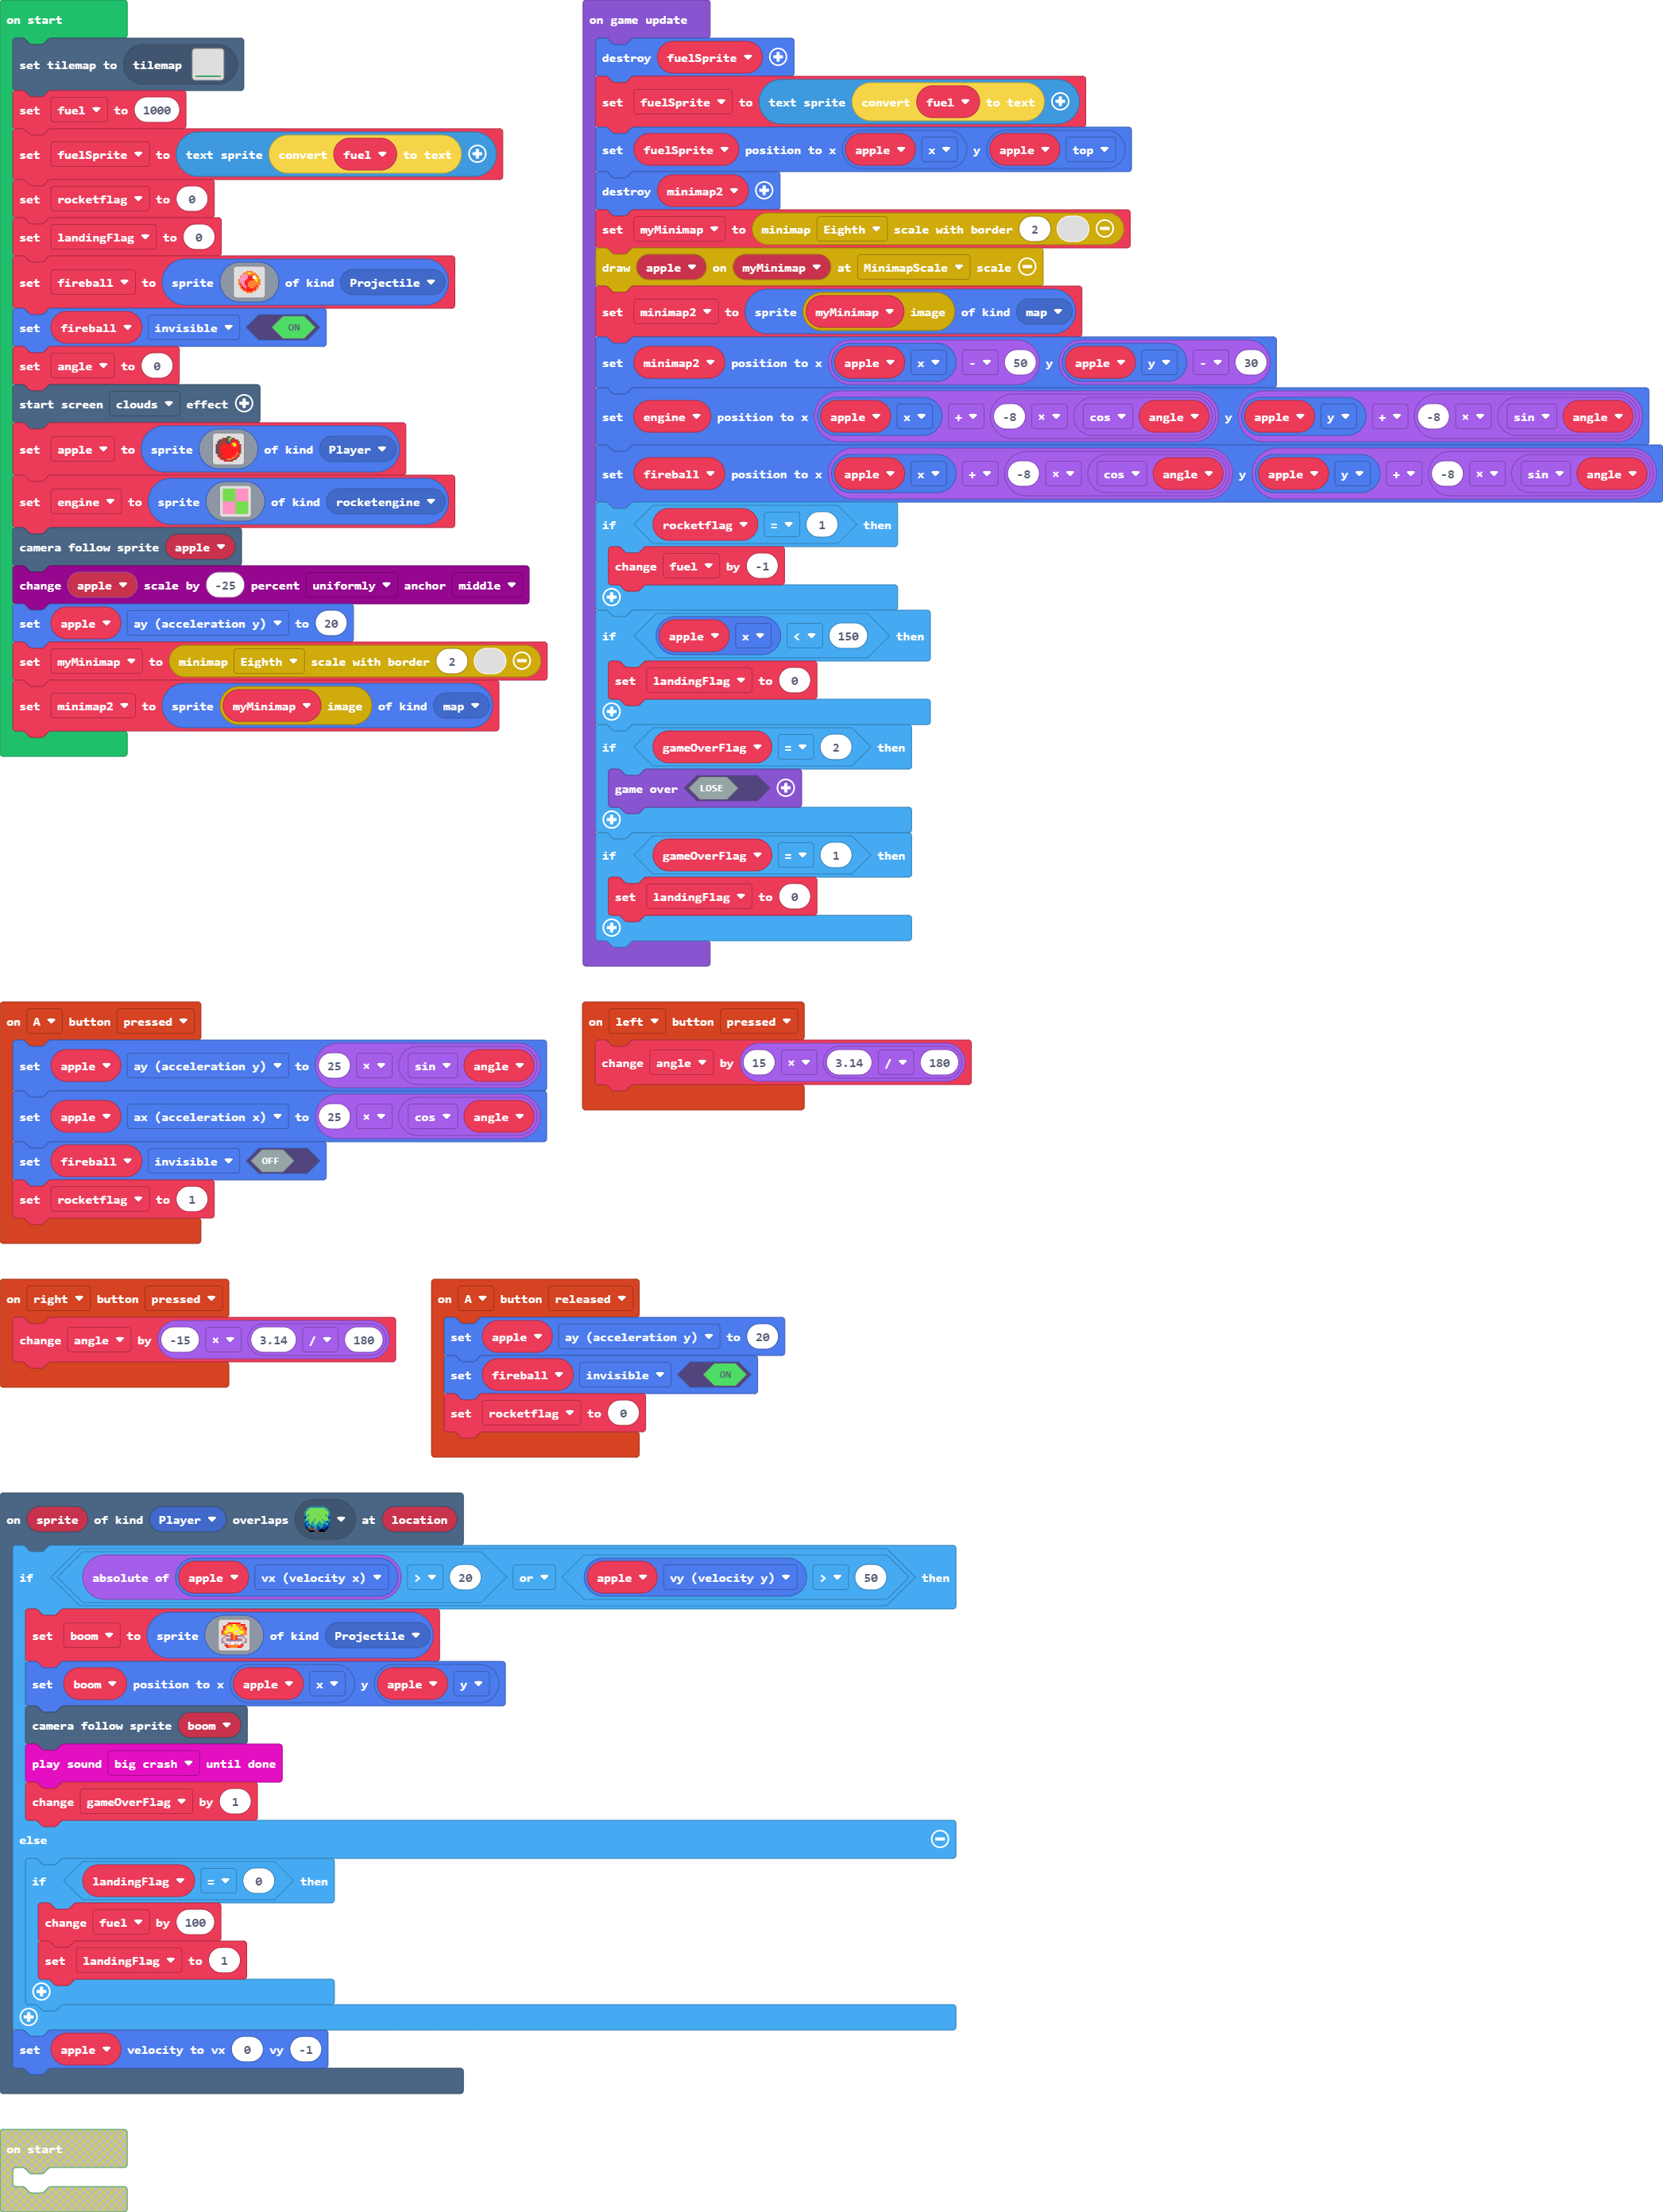 on start
set tilemap to tilemap
set fuel to 1000
set fuelSprite to text sprite convert fuel to text
set rocketflag to 0
set landingFlag to 0
set fireball to sprite of kind Projectile
set fireball invisible ON
set angle to 0
start screen clouds effect
set apple to sprite of kind Player
set engine to sprite of kind rocketengine
camera follow sprite apple
change apple scale by -25 percent uniformly anchor middle
set apple ay (acceleration y) to 20
set myMinimap to minimap Eighth scale with border 2
set minimap2 to sprite myMinimap image of kind map
on game update
destroy fuelSprite
set fuelSprite to text sprite convert fuel to text
set fuelSprite position to x apple x y apple top
destroy minimap2
set myMinimap to minimap Eighth scale with border 2
draw apple on myMinimap at MinimapScale scale
set minimap2 to sprite myMinimap image of kind map
set minimap2 position to x apple x - 50 y apple y - 30
set engine position to x apple x + -8 × cos angle y apple y + -8 × sin angle
set fireball position to x apple x + -8 × cos angle y apple y + -8 × sin angle
if rocketflag = 1 then
change fuel by -1
if apple x < 150 then
set landingFlag to 0
if gameOverFlag = 2 then
game over LOSE
if gameOverFlag = 1 then
set landingFlag to 0
on A button pressed
set apple ay (acceleration y) to 25 × sin angle
set apple ax (acceleration x) to 25 × cos angle
set fireball invisible OFF
set rocketflag to 1
on left button pressed
change angle by 15 × 3.14 / 180
on right button pressed
change angle by -15 × 3.14 / 180
on A button released
set apple ay (acceleration y) to 20
set fireball invisible ON
set rocketflag to 0
on sprite of kind Player overlaps at location
if absolute of apple vx (velocity x) > 20 or apple vy (velocity y) > 50 then
set boom to sprite of kind Projectile
set boom position to x apple x y apple y
camera follow sprite boom
play sound big crash until done
change gameOverFlag by 1
else
if landingFlag = 0 then
change fuel by 100
set landingFlag to 1
set apple velocity to vx 0 vy -1
on start